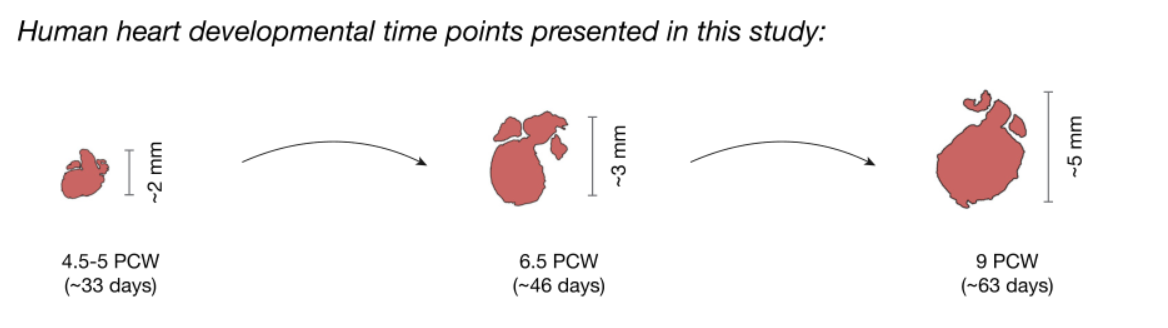 Human heart developmental time points presented in this study:
~2 mm
~3 mm
~5 mm
4.5-5 PCW
(~33 days)
6.5 PCW
(~46 days)
9 PCW
(~63 days)